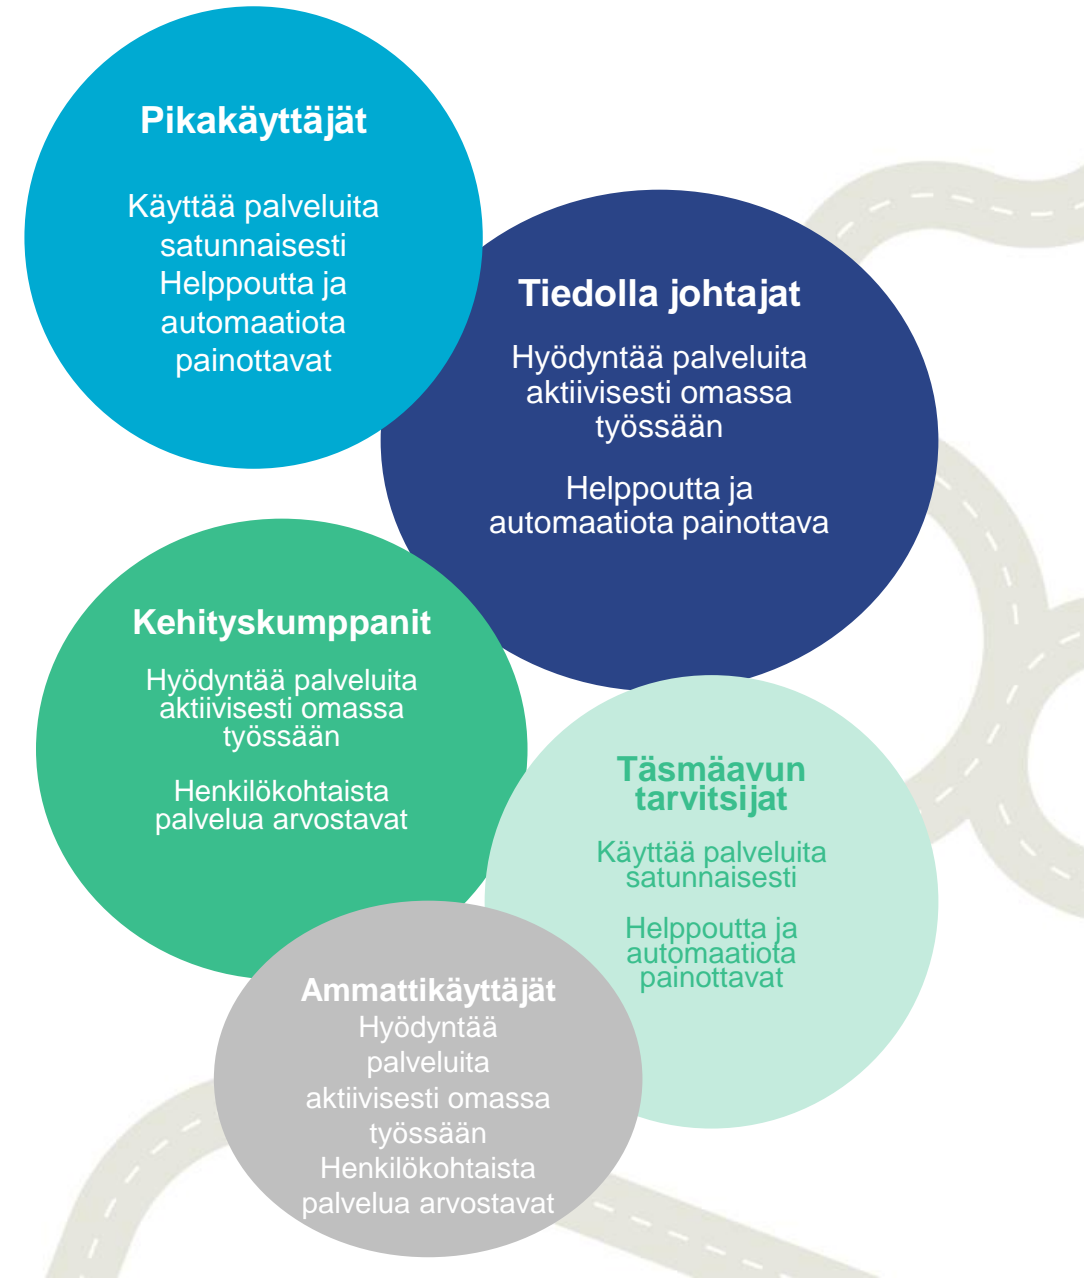 Pikakäyttäjät
Käyttää palveluita
satunnaisesti
Helppoutta ja
automaatiota
painottavat
Tiedolla johtajat
Hyödyntää palveluita
aktiivisesti omassa
työssään
Helppoutta ja
automaatiota painottava
Kehityskumppanit
Hyödyntää palveluita
aktiivisesti omassa
työssään
Henkilökohtaista
palvelua arvostavat
Täsmäavun
tarvitsijat
Käyttää palveluita
satunnaisesti
Helppoutta ja
automaatiota
painottavat
Ammattikäyttäjät
Hyödyntää
palveluita
aktiivisesti omassa
työssään
Henkilökohtaista
palvelua arvostavat